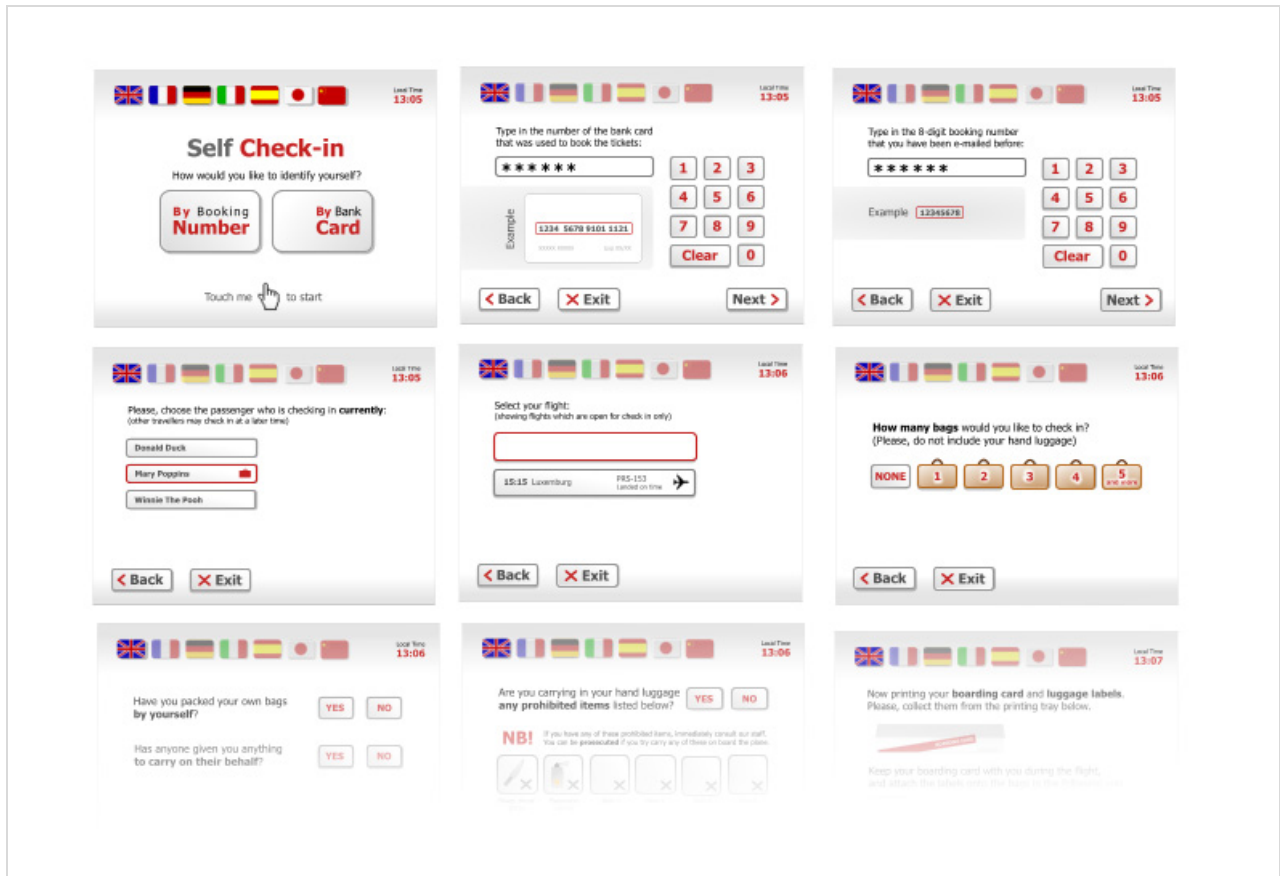 Local Time
13:05
Self Check-in
How would you like to identify yourself?
By Booking
Number
By Bank
Card
Touch me to start
Local Time
13:05
Type in the number of the bank card
that was used to book the tickets:
******
1 2 3
4 5 6
7 8 9
Clear 0
Example
1234 5678 9101 1121
< Back
Exit
Next >
Local Time
13:05
Type in the 8-digit booking number
that you have been e-mailed before:
******
Example 12345678
1 2 3
4 5 6
7 8 9
Clear 0
< Back
Exit
Next >
Local Time
13:05
Please, choose the passenger who is checking in currently:
(other travellers may check in at a later time)
Donald Duck
Mary Poppins
Winnie The Pooh
< Back
Exit
Local Time
13:06
Select your flight:
(showing flights which are open for check in only)
15:15 Luxemburg
PRS-153
Landed on time
< Back
Exit
Local Time
13:06
How many bags would you like to check in?
(Please, do not include your hand luggage)
NONE 1 2 3 4 5
and more
< Back
Exit
Local Time
13:06
Have you packed your own bags
by yourself?
YES NO
Has anyone given you anything
to carry on their behalf?
YES NO
Local Time
13:06
Are you carrying in your hand luggage
any prohibited items listed below?
YES NO
NB!
If you have any of these prohibited items, immediately consult our staff.
You can be prosecuted if you try carry any of these on board the plane.
Local Time
13:07
Now printing your boarding card and luggage labels.
Please, collect them from the printing tray below.
Keep your boarding card with you during the flight,
and attach the labels onto the bags